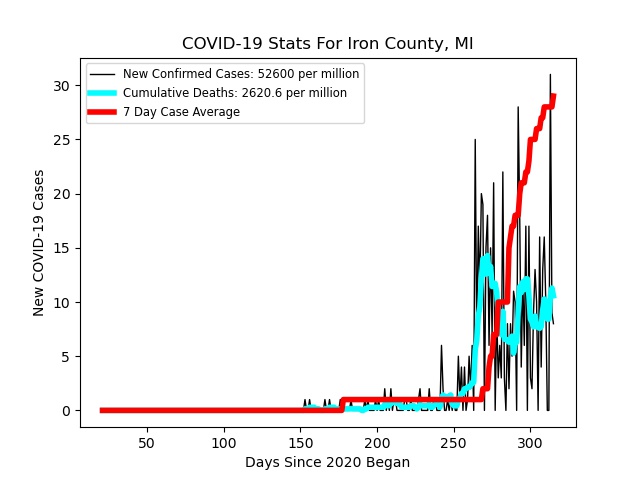 COVID-19 Stats For Iron County, MI
New Confirmed Cases: 52600 per million
Cumulative Deaths: 2620.6 per million
7 Day Case Average
New COVID-19 Cases
30
25
20
15
10
5
0
50 100 150 200 250 300
Days Since 2020 Began